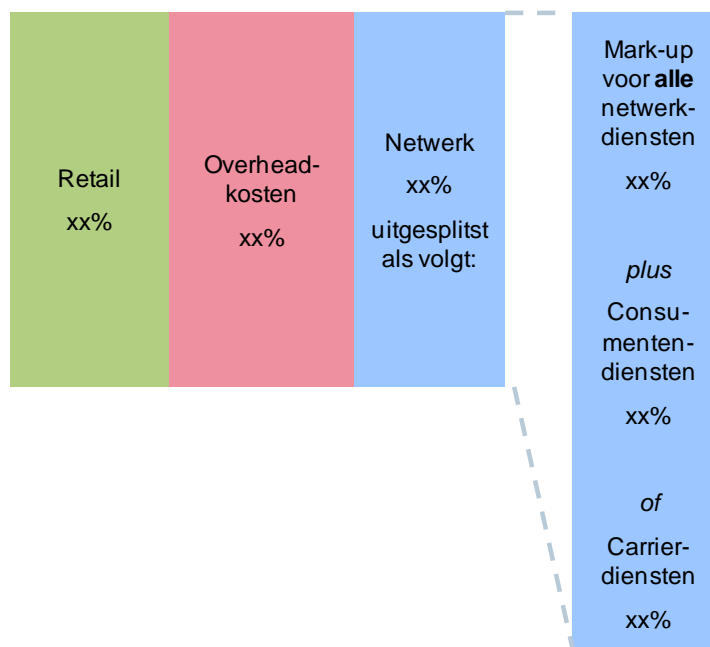 Retail
xx%
Overhead-
kosten
xx%
Netwerk
xx%
uitgesplitst
als volgt:
Mark-up
voor alle
netwerk-
diensten
xx%
plus
Consu-
menten-
diensten
xx%
of
Carrier-
diensten
xx%